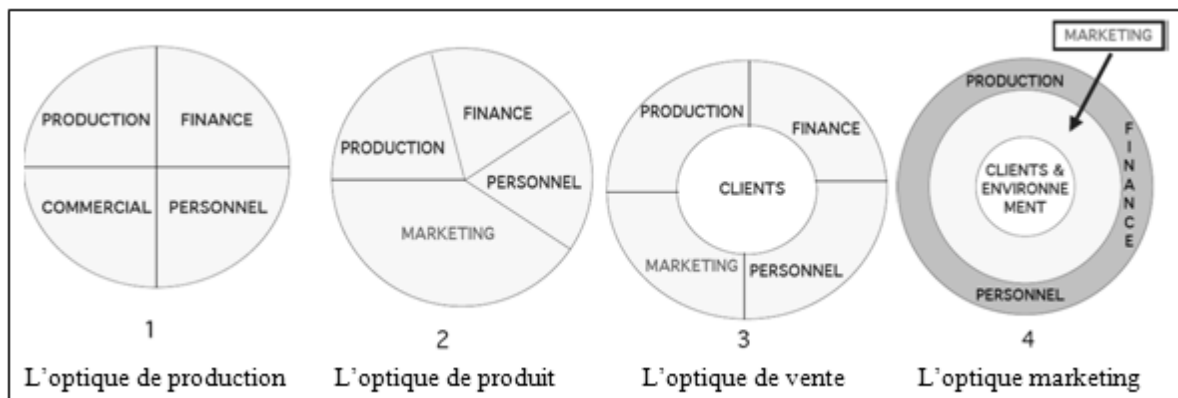 PRODUCTION
FINANCE
COMMERCIAL
PERSONNEL
1
L'optique de production
FINANCE
PRODUCTION
PERSONNEL
MARKETING
2
L'optique de produit
PRODUCTION
FINANCE
CLIENTS
MARKETING
PERSONNEL
3
L'optique de vente
MARKETING
PRODUCTION
FINANCE
CLIENTS &
ENVIRONNE
MENT
PERSONNEL
4
L'optique marketing